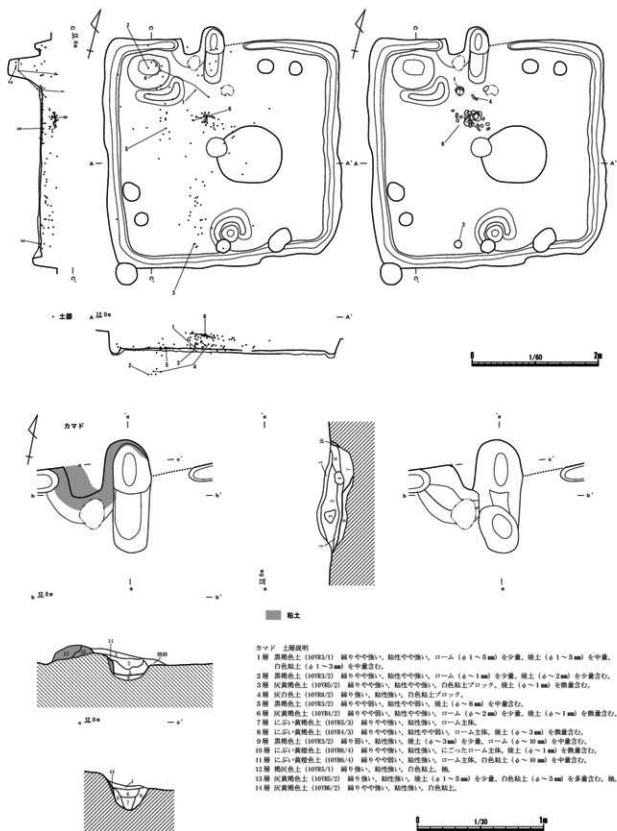 C
C
A
A'
A
A'
C'
C'
・土器
A 12.0m
A'
1/60
2m
カマド
粘土
カマド 土層説明
1層 黒褐色土（10YR3/1） 締りやや強い、粘性やや強い、ローム（φ1～5㎜）を少量、焼土（φ1～5㎜）を中量、
白色粘土（φ1～3㎜）を中量含む。
2層 黒褐色土（10YR3/2） 締りやや強い、粘性やや強い、ローム（φ～1㎜）を少量、焼土（φ～2㎜）を少量含む。
3層 灰黄褐色土（10YR5/2） 締りやや強い、粘性やや強い、白色粘土ブロック、焼土（φ～1㎜）を微量含む。
4層 灰白色土（10YR8/2） 締り強い、粘性強い、白色粘土ブロック。
5層 黒褐色土（10YR3/2） 締りやや弱い、粘性やや弱い、焼土（φ～8㎜）を中量含む。
6層 灰黄褐色土（10YR4/2） 締りやや弱い、粘性やや強い、ローム（φ～2㎜）を少量、焼土（φ～1㎜）を微量含む。
7層 にぶい黄褐色土（10YR5/3） 締りやや強い、粘性強い、ローム主体。
8層 にぶい黄褐色土（10YR4/3） 締りやや強い、粘性やや弱い、ローム主体、焼土（φ～3㎜）を微量含む。
9層 黒褐色土（10YR3/2） 締り弱い、粘性強い、焼土（φ～3㎜）を少量、ローム（φ～10㎜）を中量含む。
10層 にぶい黄橙色土（10YR6/4） 締りやや強い、粘性強い、にごったローム主体、焼土（φ～1㎜）を微量含む。
11層 にぶい黄橙色土（10YR6/4） 締りやや強い、粘性強い、ローム主体、白色粘土（φ～10㎜）を中量含む。
12層 褐灰色土（10YR5/1） 締り強い、粘性強い、白色粘土。袖。
13層 灰黄褐色土（10YR5/2） 締り強い、粘性強い、焼土（φ1～5㎜）を少量、白色粘土（φ～5㎜）を多量含む。袖。
14層 灰黄褐色土（10YR6/2） 締り強い、粘性強い、白色粘土。
1/30
1m